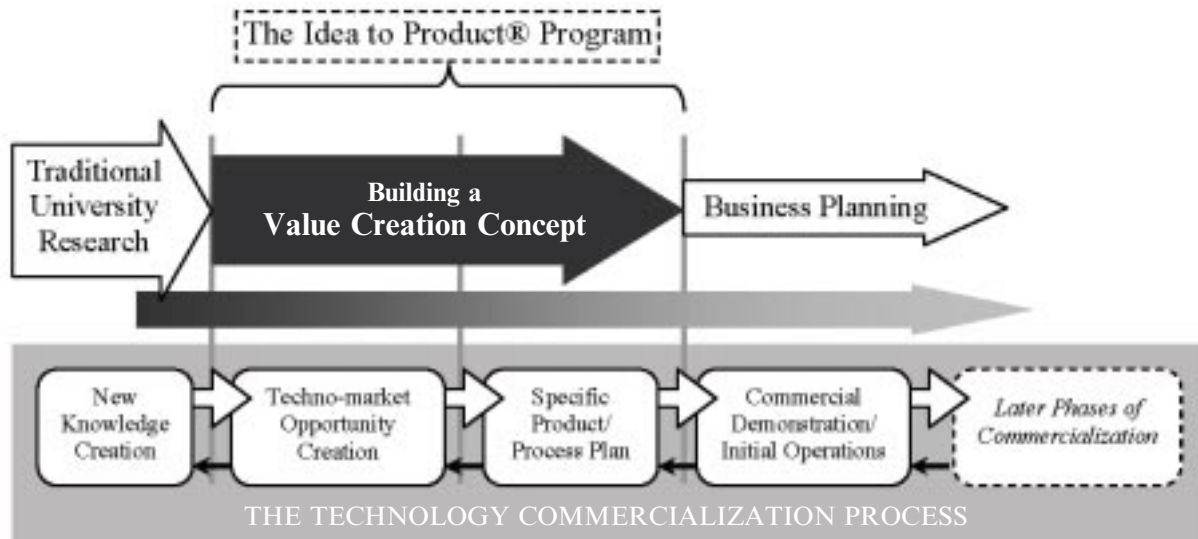 The Idea to Product® Program
Traditional
University
Research
Building a
Value Creation Concept
Business Planning
New
Knowledge
Creation
Techno-market
Opportunity
Creation
Specific
Product/
Process Plan
Commercial
Demonstration/
Initial Operations
Later Phases of
Commercialization
THE TECHNOLOGY COMMERCIALIZATION PROCESS